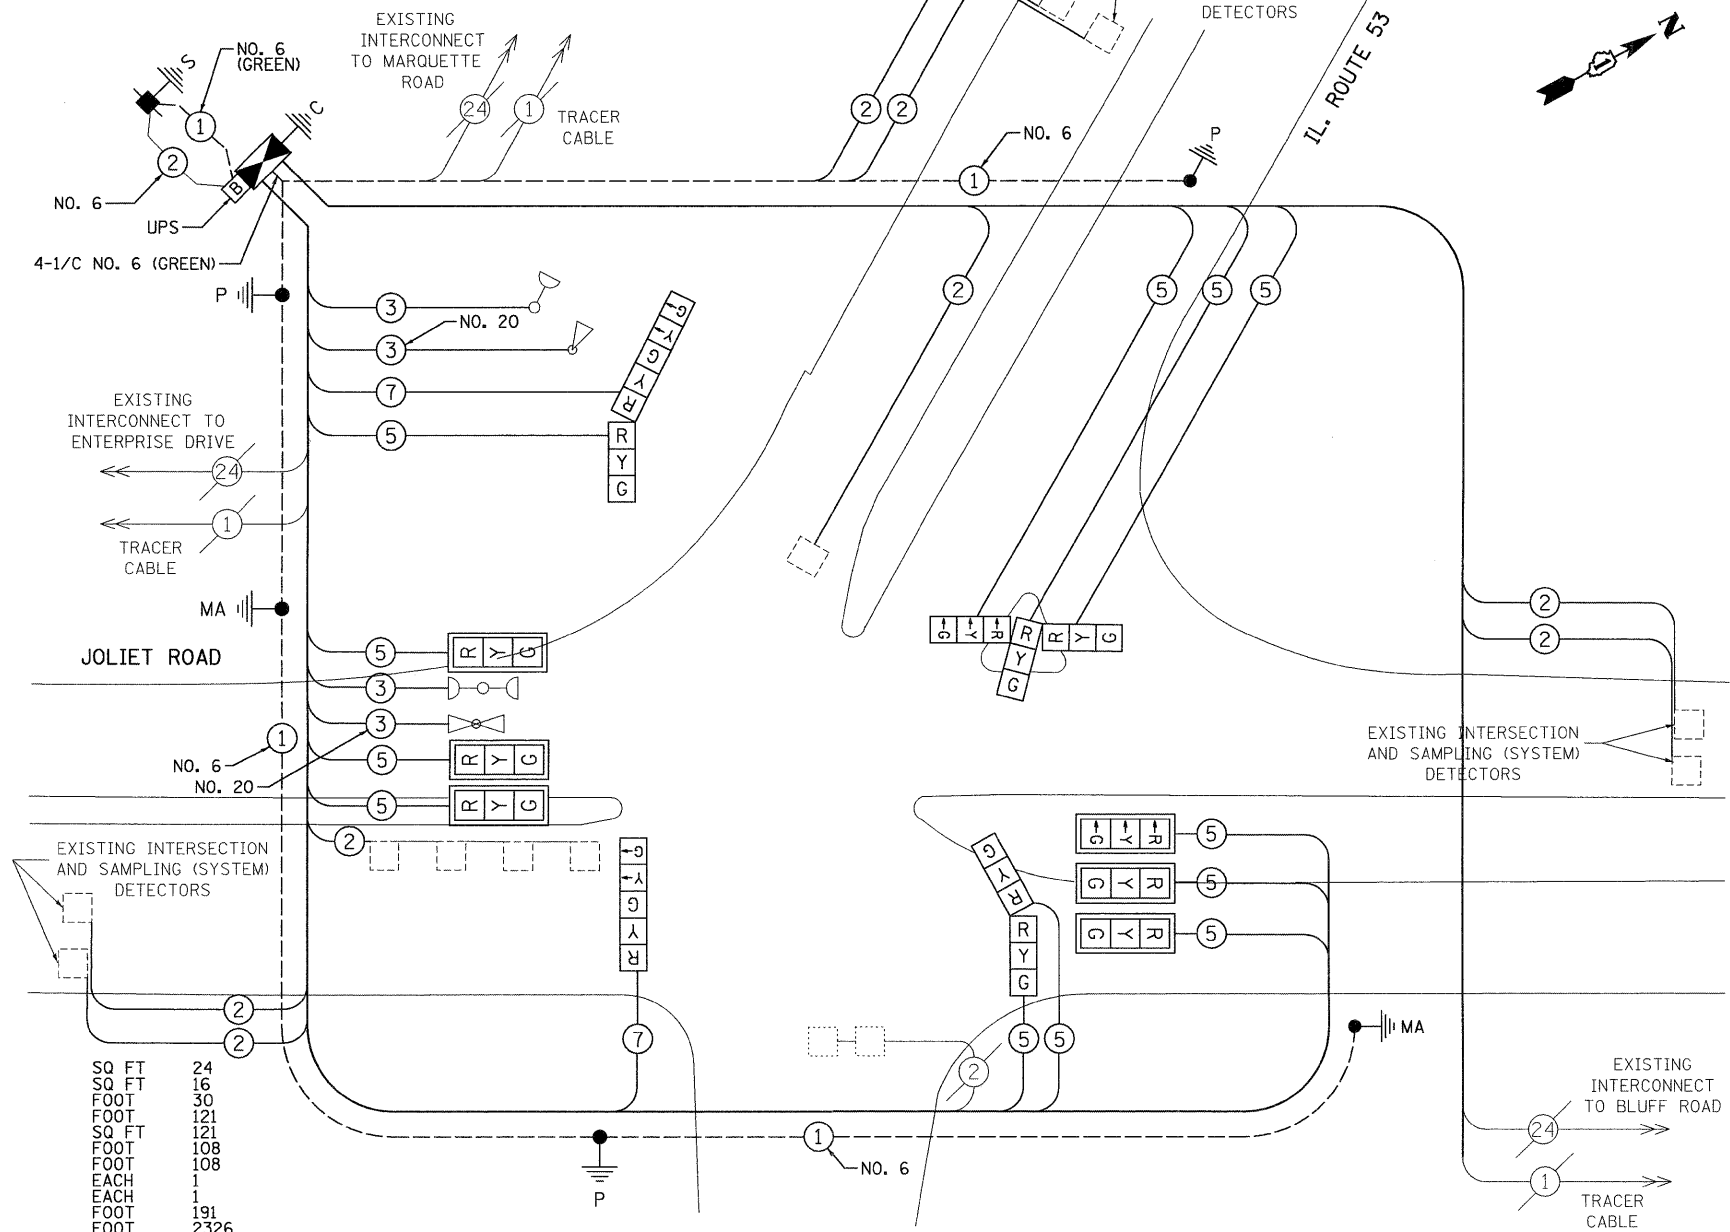 EXISTING
INTERCONNECT
TO MARQUETTE
ROAD
DETECTORS
IL. ROUTE 53
N
1
NO. 6
(GREEN)
S
C
1
2
24
1
TRACER
CABLE
2
2
NO. 6
1
P
B
NO. 6
UPS
4-1/C NO. 6 (GREEN)
P
3
NO. 20
3
7
5
G
Y
G
Y
R
R
Y
G
2
5
5
5
EXISTING
INTERCONNECT TO
ENTERPRISE DRIVE
24
1
TRACER
CABLE
MA
JOLIET ROAD
5
R Y G
3
3
5
R Y G
5
R Y G
NO. 6
1
NO. 20
2
G Y R
R
Y
G
R Y G
2
2
EXISTING INTERSECTION
AND SAMPLING (SYSTEM)
DETECTORS
EXISTING INTERSECTION
AND SAMPLING (SYSTEM)
DETECTORS
2
2
G
Y
G
Y
R
7
G
Y
R
R
Y
G
5
5
2
G Y R
5
G Y R
5
G Y R
5
MA
P
1
NO. 6
EXISTING
INTERCONNECT
TO BLUFF ROAD
24
1
TRACER
CABLE
SQ FT 24
SQ FT 16
FOOT 30
FOOT 121
SQ FT 121
FOOT 108
FOOT 108
EACH 1
EACH 1
FOOT 191
FOOT 2326